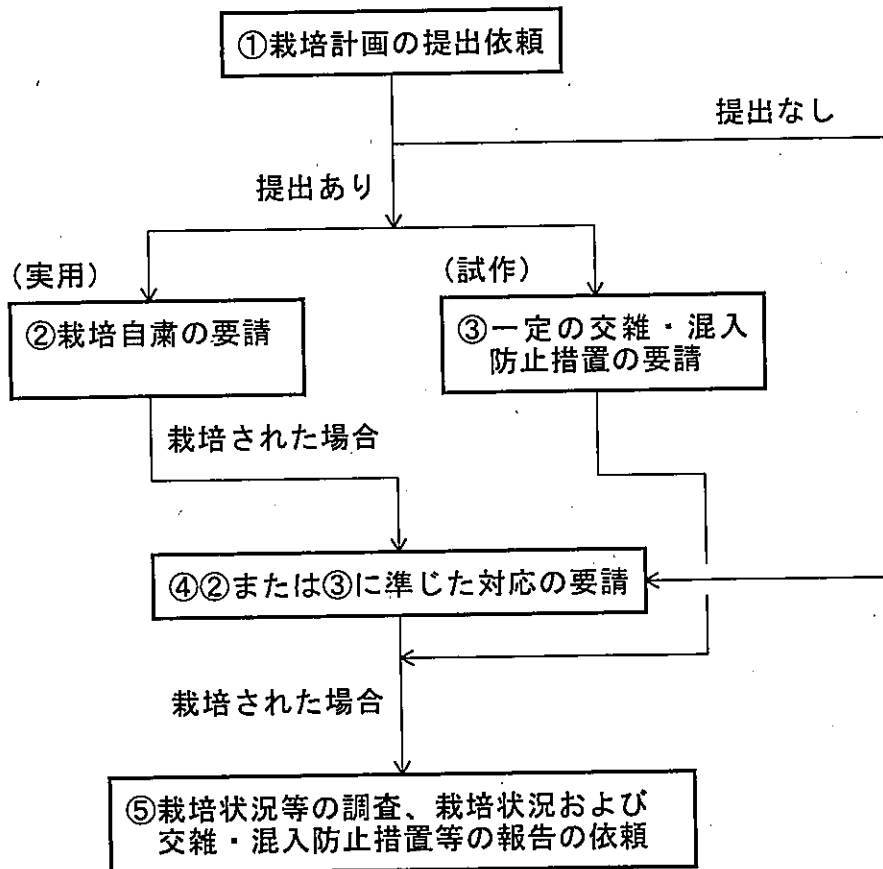 ①栽培計画の提出依頼
提出なし
提出あり
（実用）
（試作）
②栽培自粛の要請
③一定の交雑・混入
防止措置の要請
栽培された場合
④②または③に準じた対応の要請
栽培された場合
⑤栽培状況等の調査、栽培状況および
交雑・混入防止措置等の報告の依頼